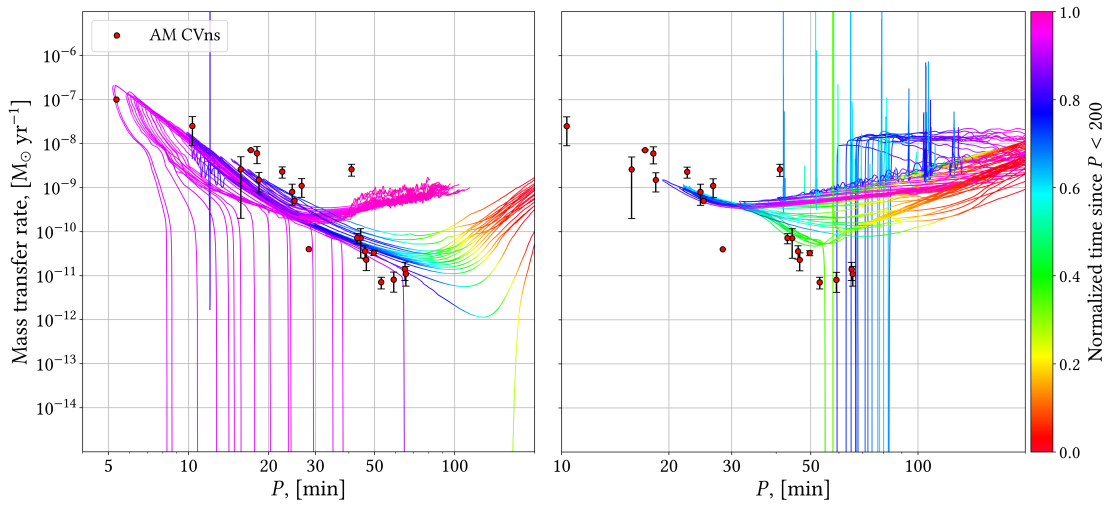 AM CVns
Mass transfer rate, [M⊙ yr⁻¹]
10⁻⁶
10⁻⁷
10⁻⁸
10⁻⁹
10⁻¹⁰
10⁻¹¹
10⁻¹²
10⁻¹³
10⁻¹⁴
5 10 20 30 50 100
P, [min]
10 20 30 50 100
P, [min]
1.0
0.8
0.6
0.4
0.2
0.0
Normalized time since P < 200